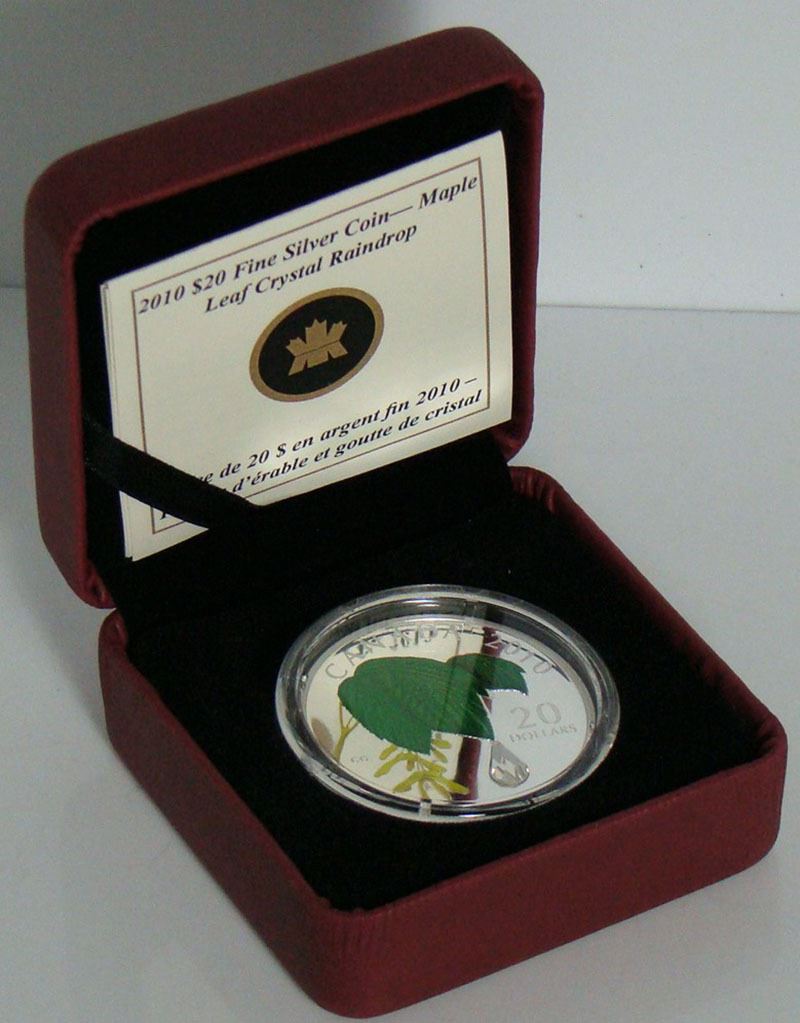 2010 $20 Fine Silver Coin— Maple
Leaf Crystal Raindrop
de 20 $ en argent fin 2010 –
d'érable et goutte de cristal
CANADA 2010
20
DOLLARS
CG